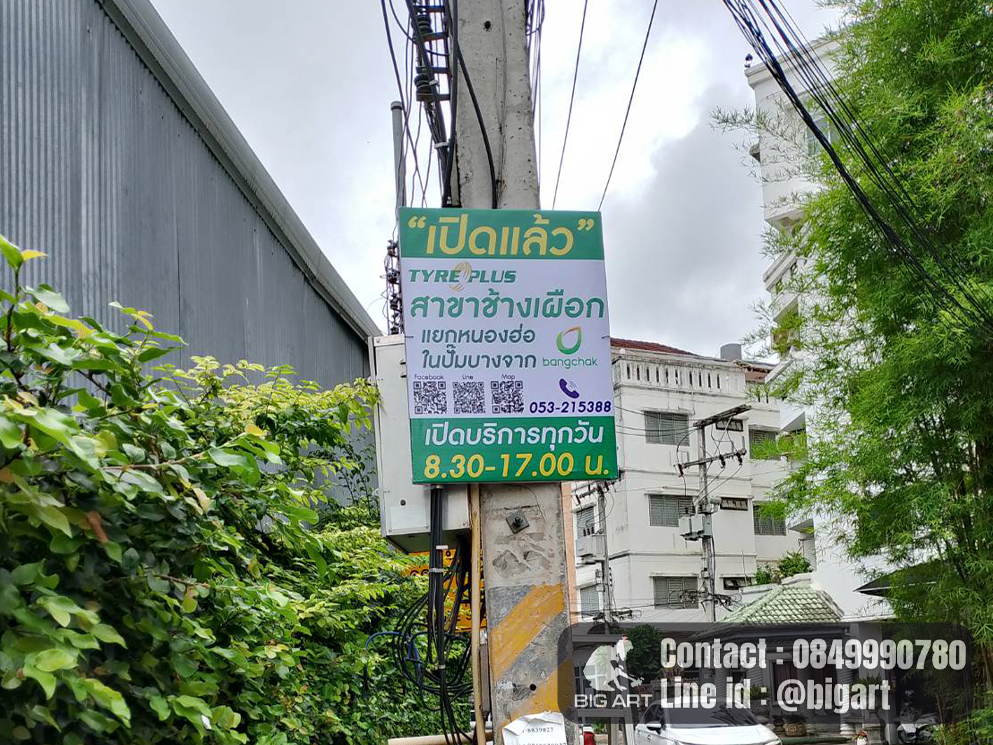 “เปิดแล้ว”
TYREPLUS
สาขาช้างเผือก
แยกหนองฮ่อ
ในปั๊มบางจาก bangchak
Facebook Line Map
053-215388
เปิดบริการทุกวัน
8.30-17.00 น.
Contact : 0849990780
BIG ART Line id : @bigart